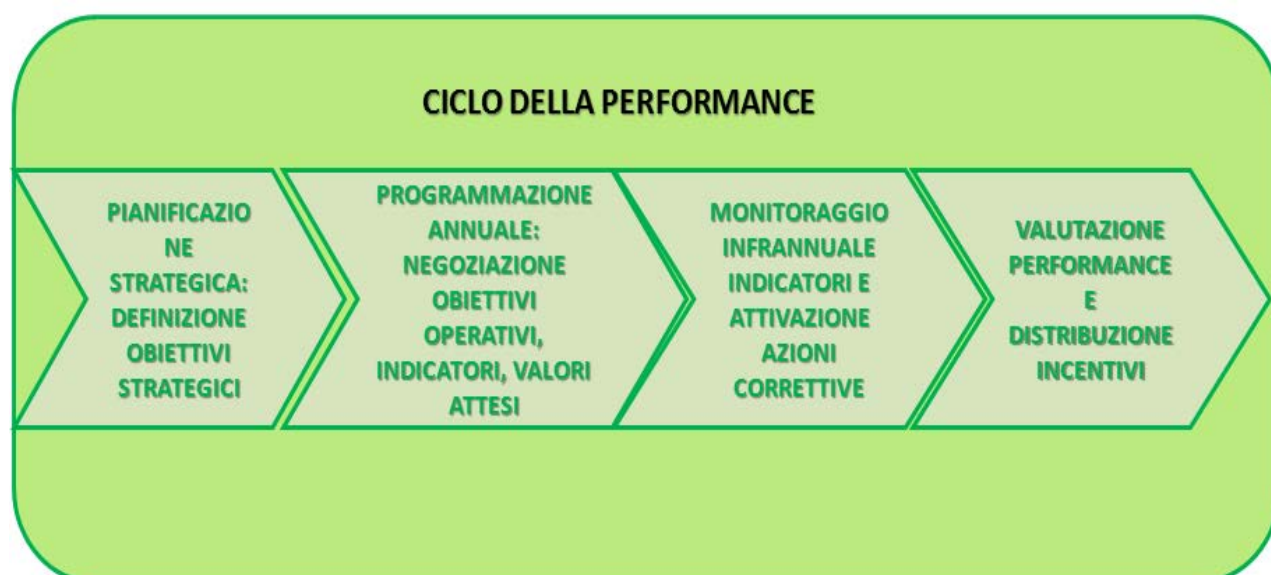 CICLO DELLA PERFORMANCE
PIANIFICAZIO
NE
STRATEGICA:
DEFINIZIONE
OBIETTIVI
STRATEGICI
PROGRAMMAZIONE
ANNUALE:
NEGOZIAZIONE
OBIETTIVI
OPERATIVI,
INDICATORI, VALORI
ATTESI
MONITORAGGIO
INFRANNUALE
INDICATORI E
ATTIVAZIONE
AZIONI
CORRETTIVE
VALUTAZIONE
PERFORMANCE
E
DISTRIBUZIONE
INCENTIVI